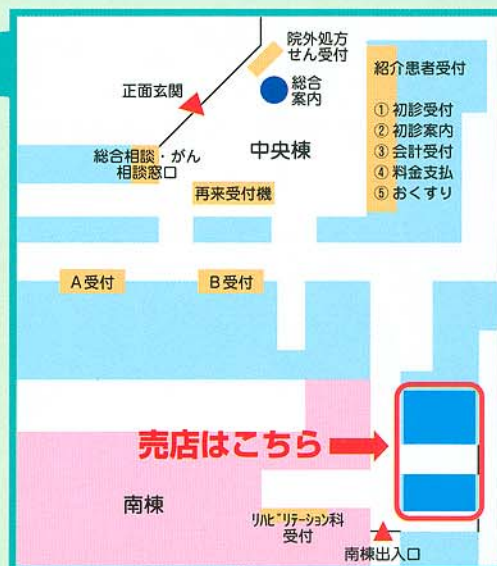 院外処方
せん受付
総合
案内
正面玄関
紹介患者受付
① 初診受付
② 初診案内
③ 会計受付
④ 料金支払
⑤ おくすり
総合相談・がん
相談窓口
中央棟
再来受付機
A受付
B受付
売店はこちら
南棟
ﾘﾊﾋﾞﾘﾃｰｼｮﾝ科
受付
南棟出入口